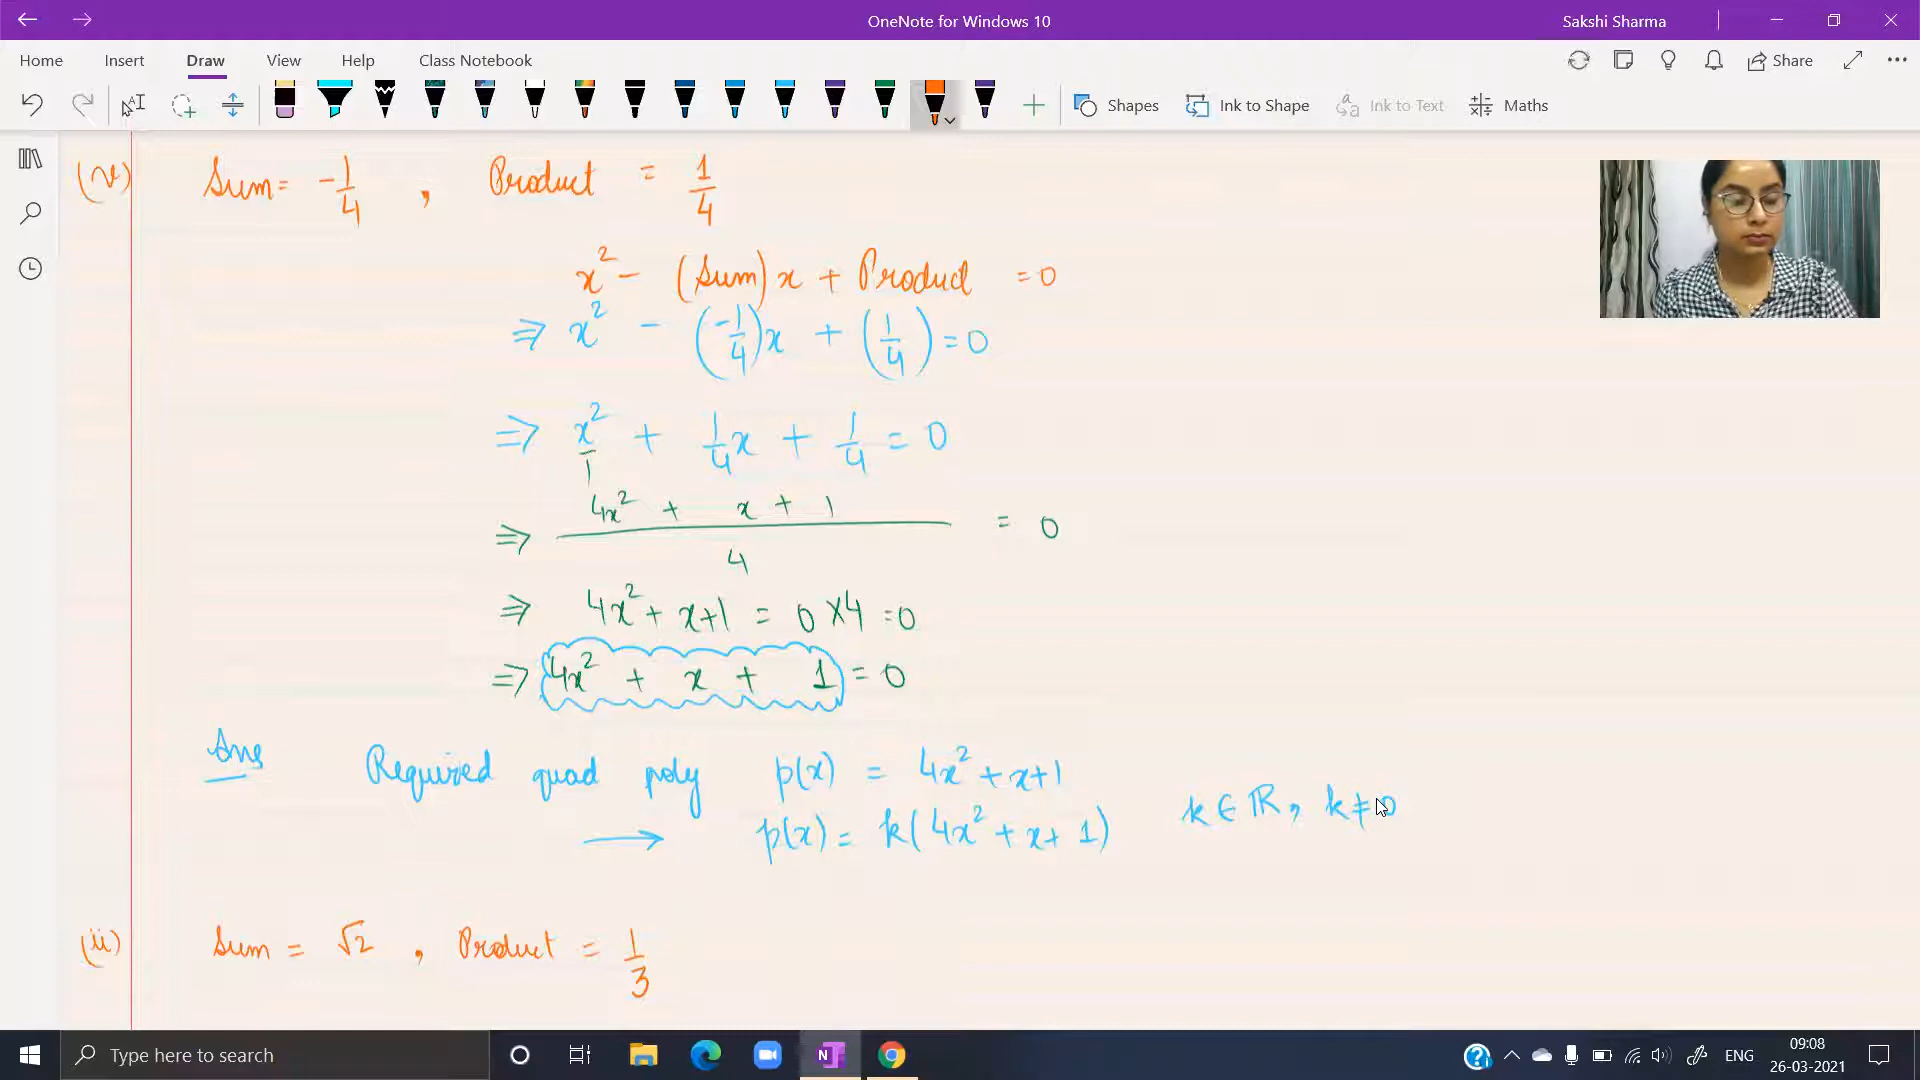 OneNote for Windows 10
Sakshi Sharma
Home Insert Draw View Help Class Notebook
Share
Shapes Ink to Shape Ink to Text Maths
(v) Sum = -1/4 , Product = 1/4
x² - (Sum)x + Product = 0
⇒ x² - (-1/4)x + (1/4) = 0
⇒ x²/1 + 1/4x + 1/4 = 0
⇒ (4x² + x + 1)/4 = 0
⇒ 4x² + x+1 = 0 × 4 = 0
⇒ 4x² + x + 1 = 0
Ans Required quad poly p(x) = 4x² + x+1
→ p(x) = k(4x² + x + 1) k ∈ ℝ, k ≠ 0
(ii) Sum = √2 , Product = 1/3
Type here to search
ENG
09:08
26-03-2021